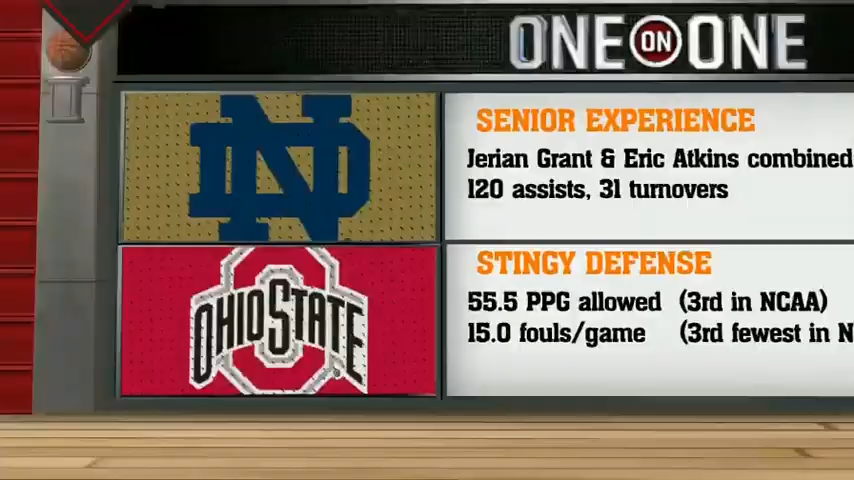 ONE ON ONE
ND
SENIOR EXPERIENCE
Jerian Grant & Eric Atkins combined
120 assists, 31 turnovers
OHIO STATE
STINGY DEFENSE
55.5 PPG allowed (3rd in NCAA)
15.0 fouls/game (3rd fewest in N